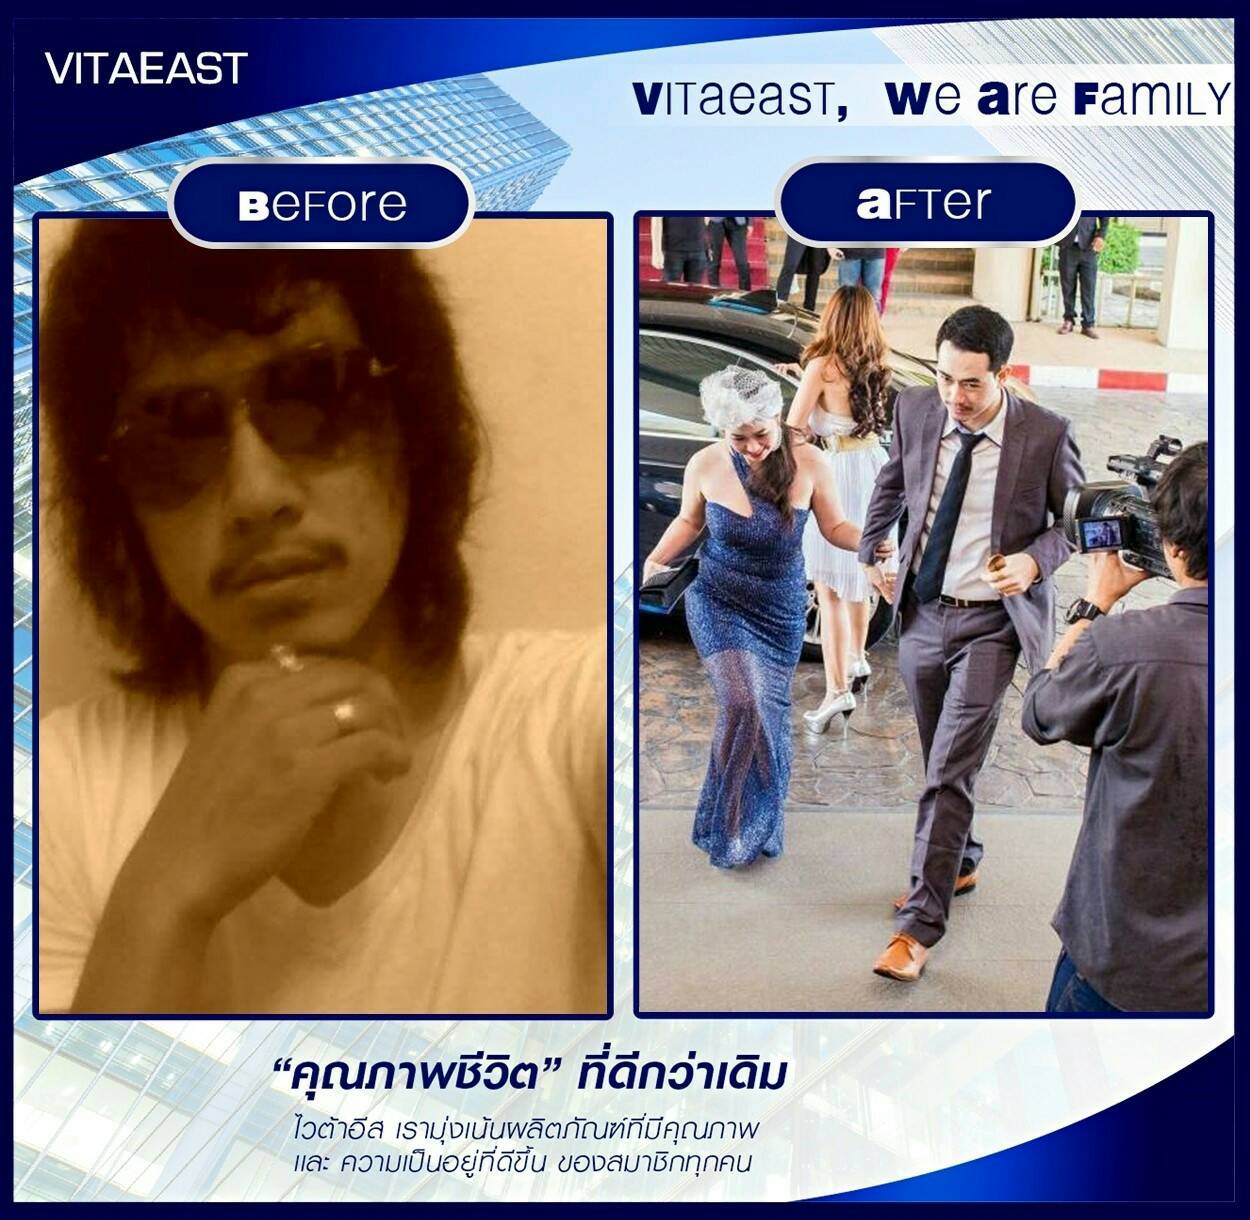 VITAEAST
VITaeasT, we are FamILY
BeFore
aFTer
“คุณภาพชีวิต” ที่ดีกว่าเดิม
ไวต้าอีส เรามุ่งเน้นผลิตภัณฑ์ที่มีคุณภาพ
และ ความเป็นอยู่ที่ดีขึ้น ของสมาชิกทุกคน